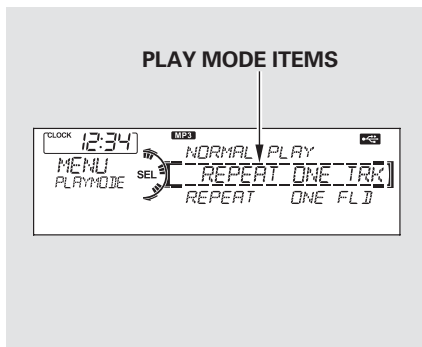 PLAY MODE ITEMS
CLOCK 12:34 MP3
NORMAL PLAY
MENU
PLAYMODE
SEL
REPEAT ONE TRK
REPEAT ONE FLD